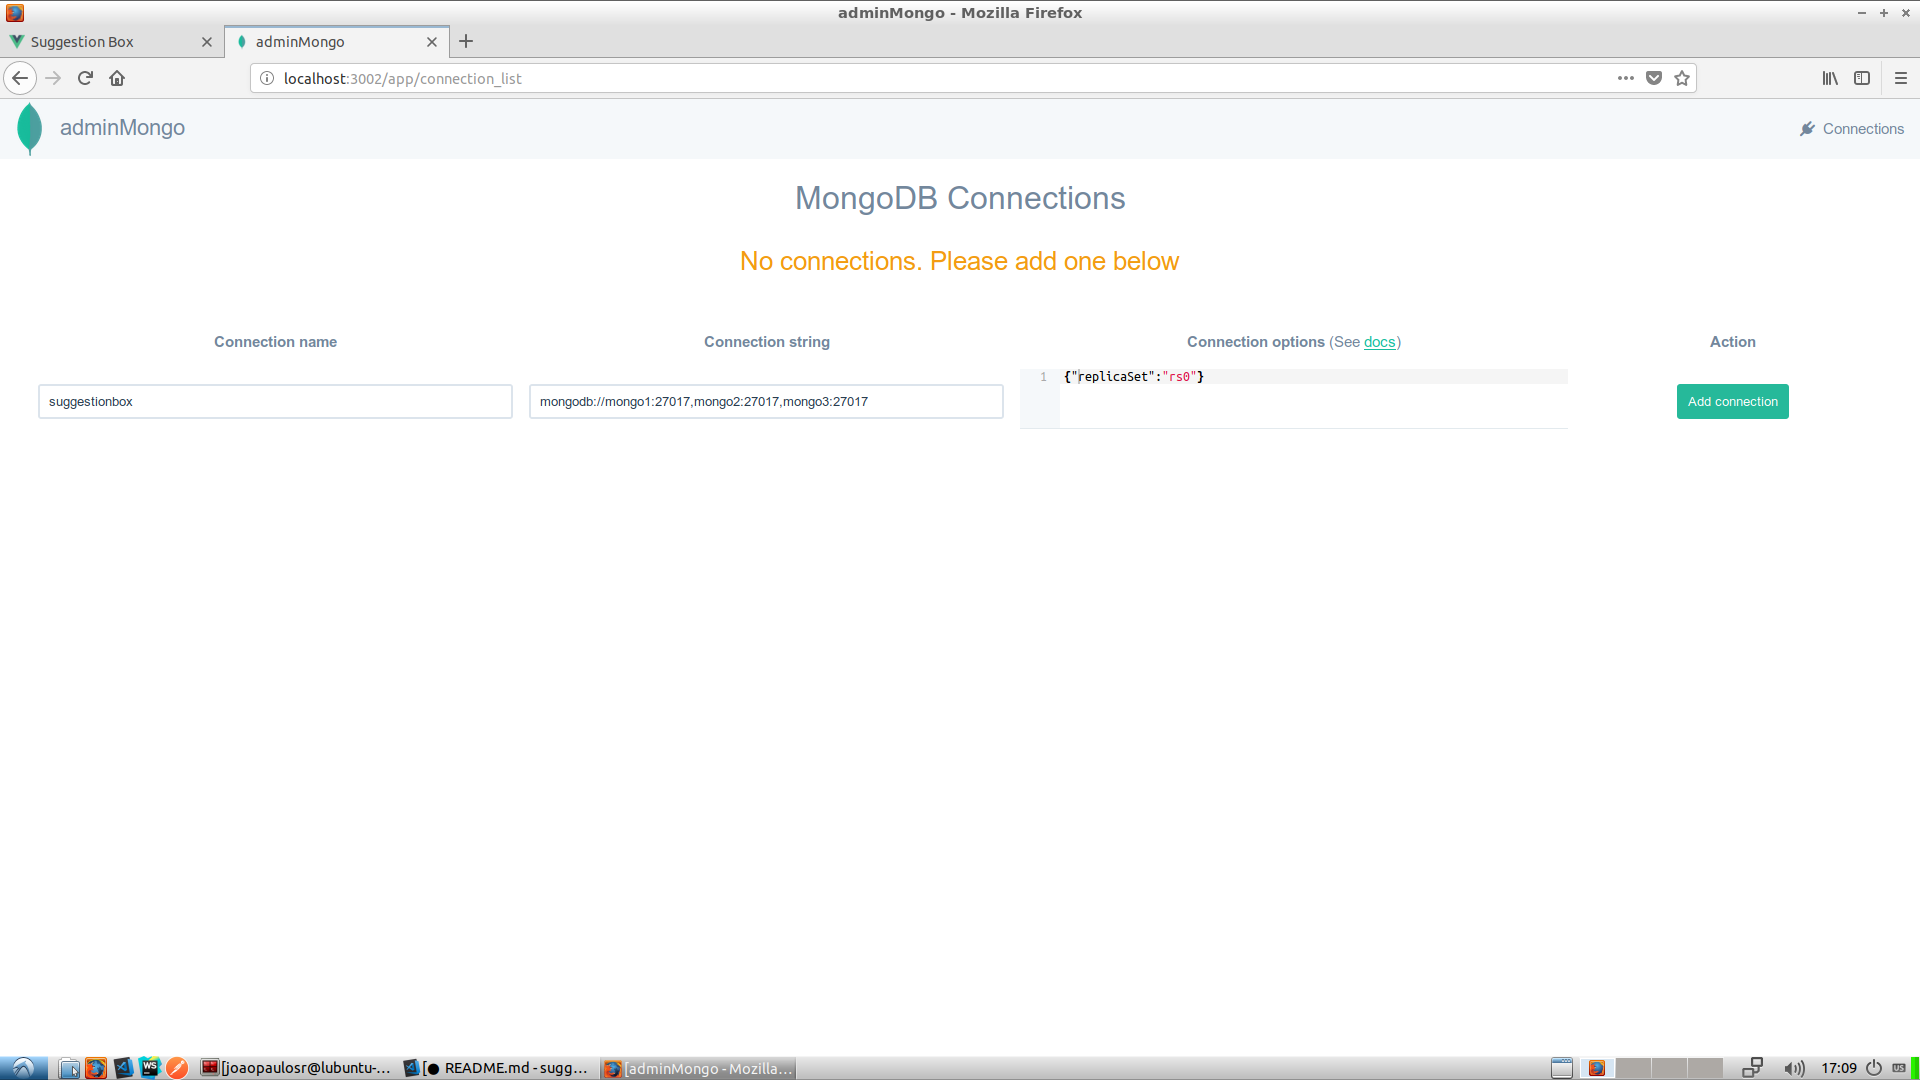 adminMongo - Mozilla Firefox
Suggestion Box
adminMongo
localhost:3002/app/connection_list
adminMongo
Connections
MongoDB Connections
No connections. Please add one below
Connection name
Connection string
Connection options (See docs)
Action
suggestionbox
mongodb://mongo1:27017,mongo2:27017,mongo3:27017
1 {"replicaSet":"rs0"}
Add connection
WS
[joaopaulosr@lubuntu-...
[● README.md - sugg...
[adminMongo - Mozilla...
17:09
US